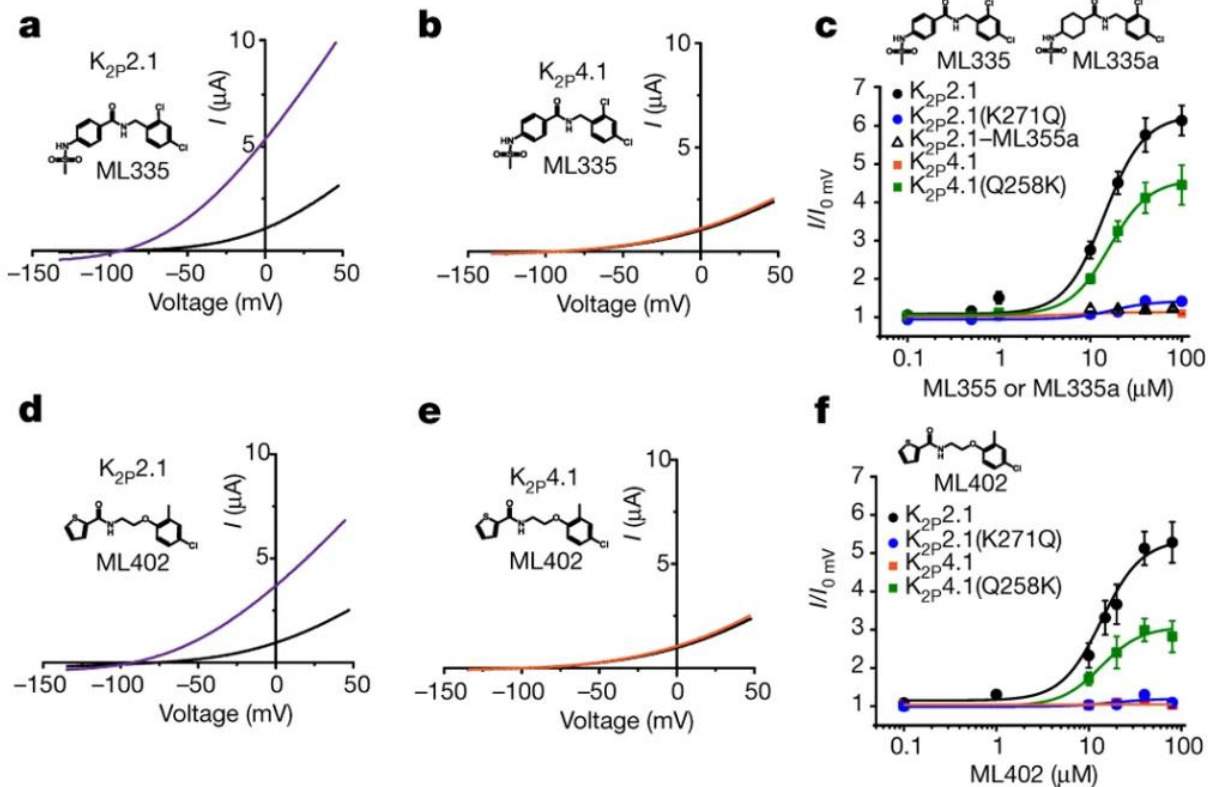 a
K2P2.1
ML335
I (μA)
10
5
−150 −100 −50 0 50
Voltage (mV)
b
K2P4.1
ML335
I (μA)
10
5
−150 −100 −50 0 50
Voltage (mV)
c
ML335 ML335a
K2P2.1
K2P2.1(K271Q)
K2P2.1–ML355a
K2P4.1
K2P4.1(Q258K)
I/I0 mV
7
6
5
4
3
2
1
0.1 1 10 100
ML355 or ML335a (μM)
d
K2P2.1
ML402
I (μA)
10
5
−150 −100 −50 0 50
Voltage (mV)
e
K2P4.1
ML402
I (μA)
10
5
−150 −100 −50 0 50
Voltage (mV)
f
ML402
K2P2.1
K2P2.1(K271Q)
K2P4.1
K2P4.1(Q258K)
I/I0 mV
7
6
5
4
3
2
1
0.1 1 10 100
ML402 (μM)